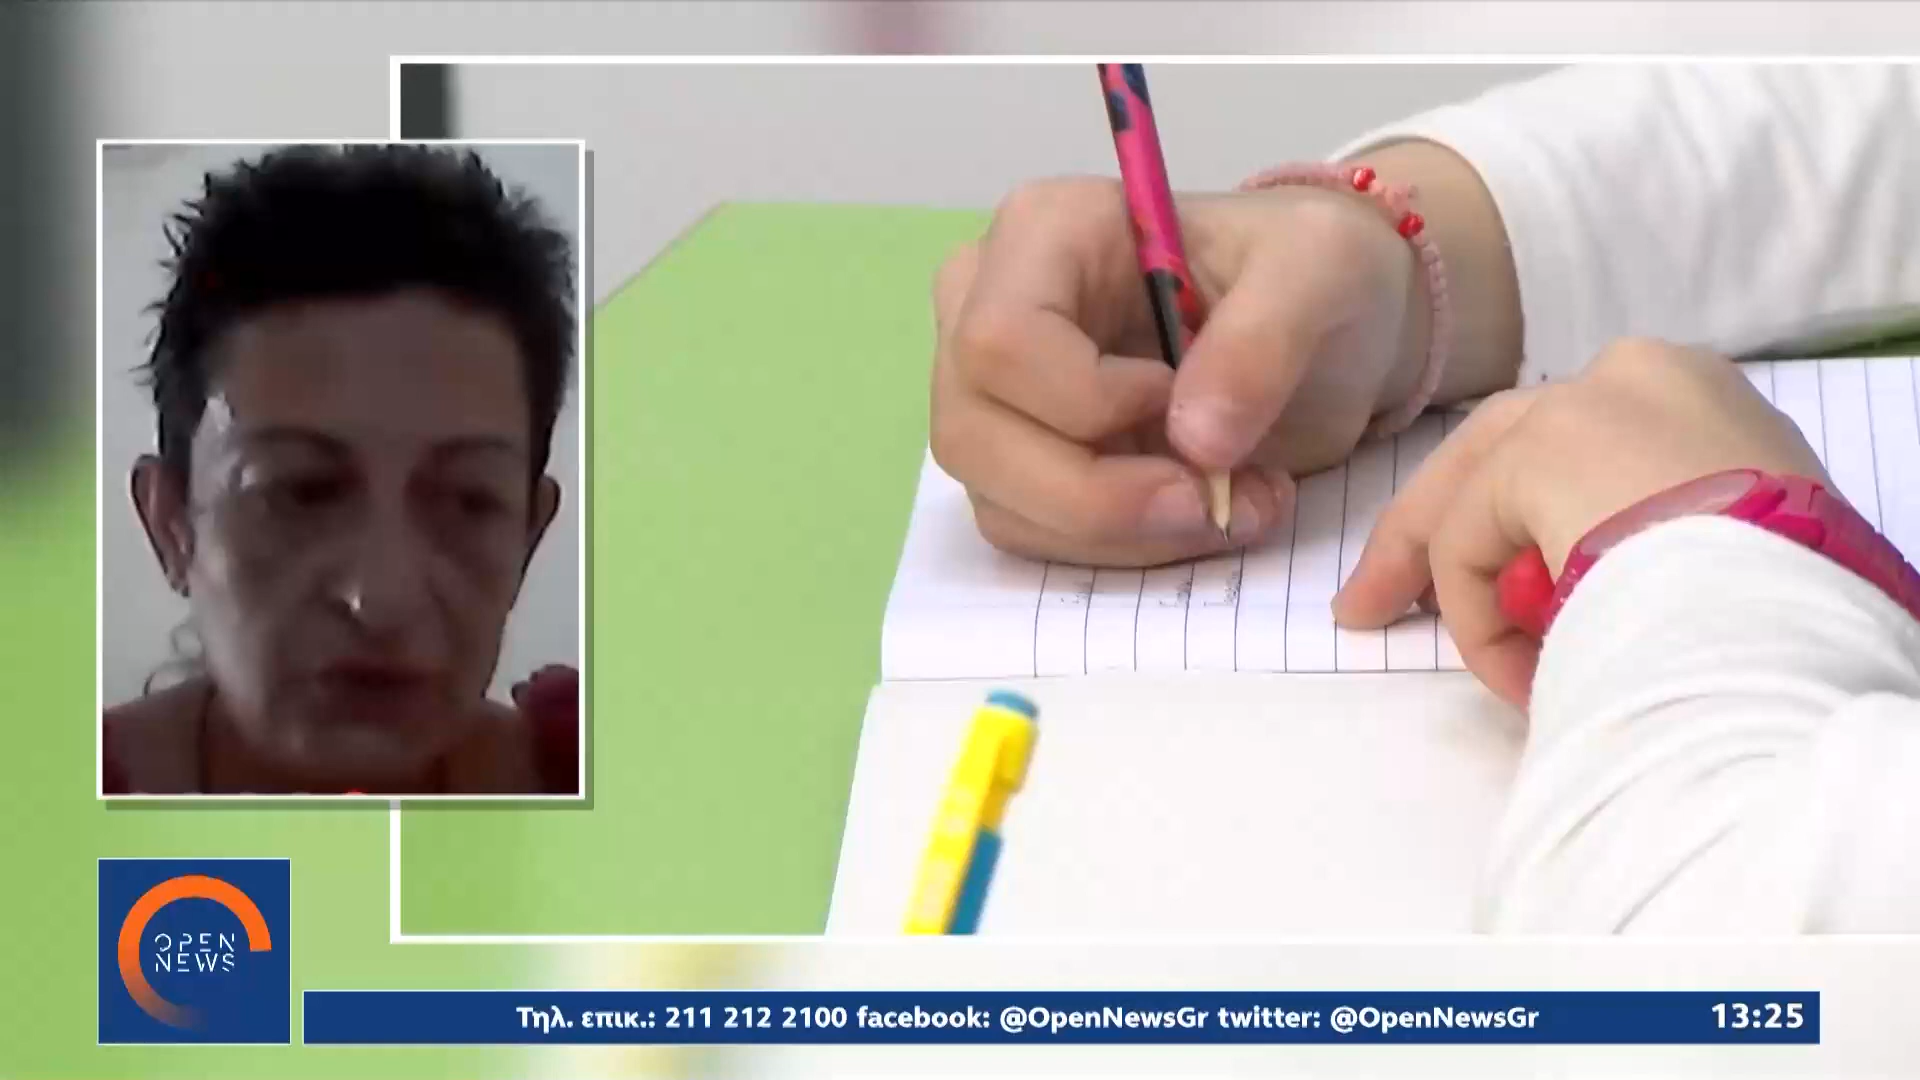 OPEN
NEWS
Τηλ. επικ.: 211 212 2100 facebook: @OpenNewsGr twitter: @OpenNewsGr
13:25